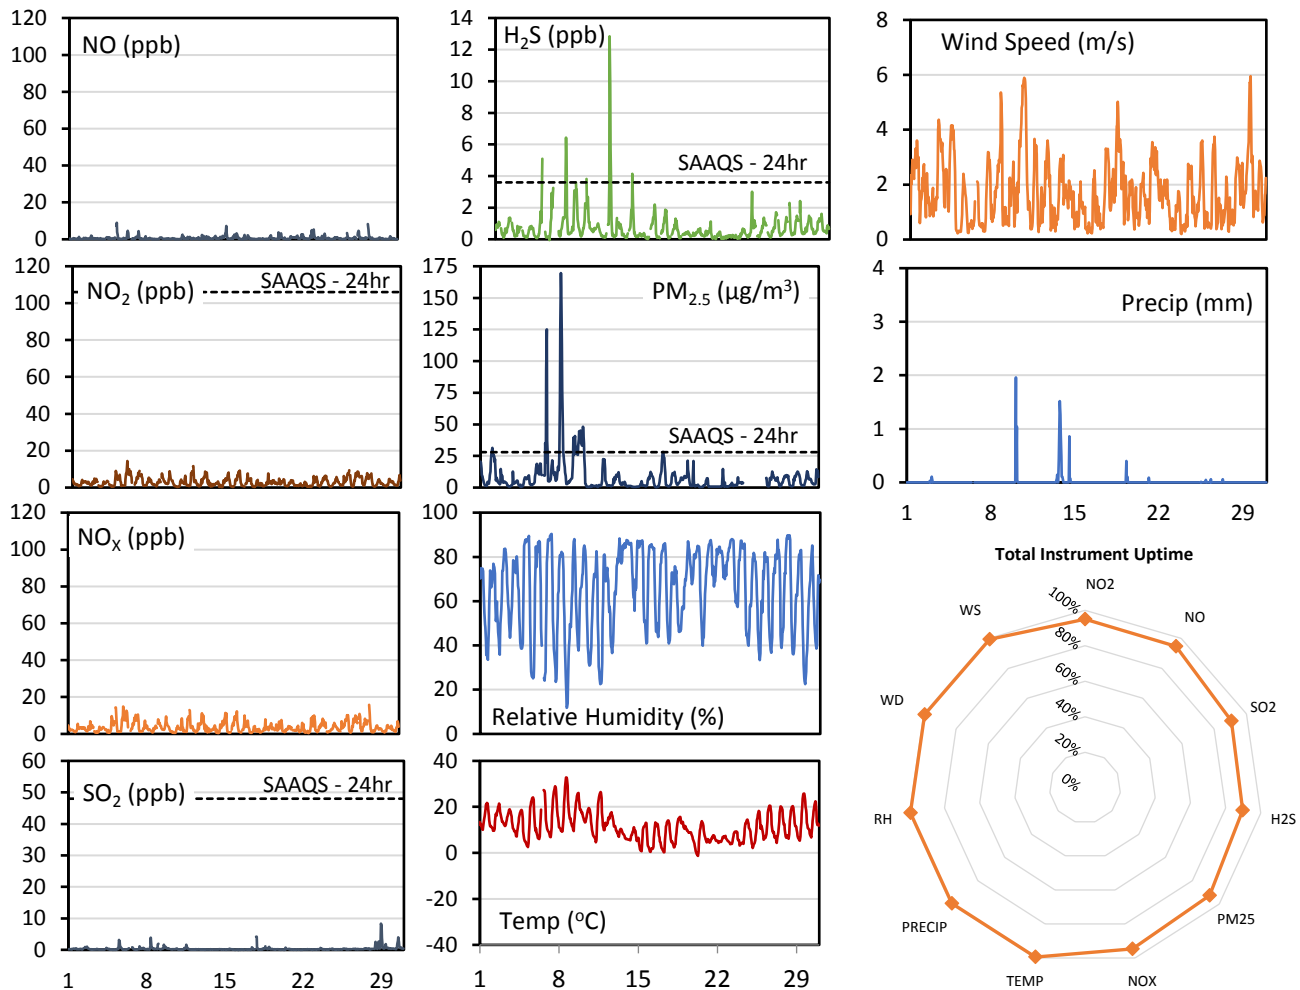 NO (ppb)
120
100
80
60
40
20
0
NO₂ (ppb)
SAAQS - 24hr
120
100
80
60
40
20
0
NOₓ (ppb)
120
100
80
60
40
20
0
SO₂ (ppb)
SAAQS - 24hr
60
50
40
30
20
10
0
1 8 15 22 29
H₂S (ppb)
SAAQS - 24hr
14
12
10
8
6
4
2
0
PM₂.₅ (µg/m³)
SAAQS - 24hr
175
150
125
100
75
50
25
0
Relative Humidity (%)
100
80
60
40
20
0
Temp (ºC)
40
20
0
-20
-40
1 8 15 22 29
Wind Speed (m/s)
8
6
4
2
0
Precip (mm)
4
3
2
1
0
1 8 15 22 29
Total Instrument Uptime
NO2
NO
SO2
H2S
PM25
NOX
TEMP
PRECIP
RH
WD
WS
100%
80%
60%
40%
20%
0%